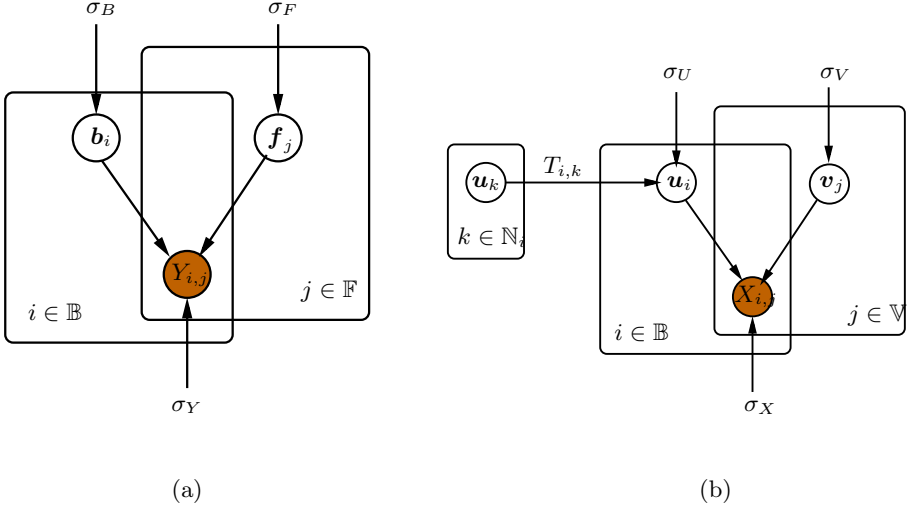 σ_B
σ_F
𝒃_i
𝒇_j
Y_{i,j}
i ∈ 𝔹
j ∈ 𝔽
σ_Y
(a)
σ_U
σ_V
𝒖_k
T_{i,k}
𝒖_i
𝒗_j
k ∈ ℕ_i
X_{i,j}
i ∈ 𝔹
j ∈ 𝕍
σ_X
(b)